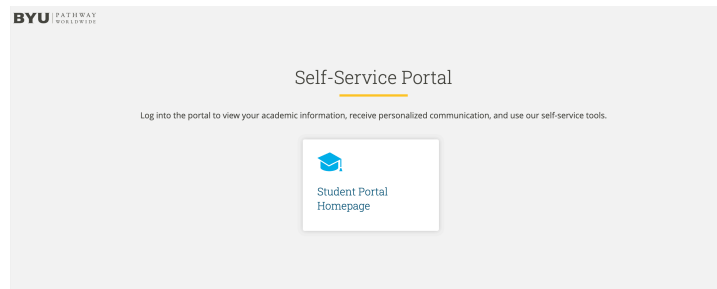 BYU PATHWAY WORLDWIDE
Self-Service Portal
Log into the portal to view your academic information, receive personalized communication, and use our self-service tools.
Student Portal
Homepage